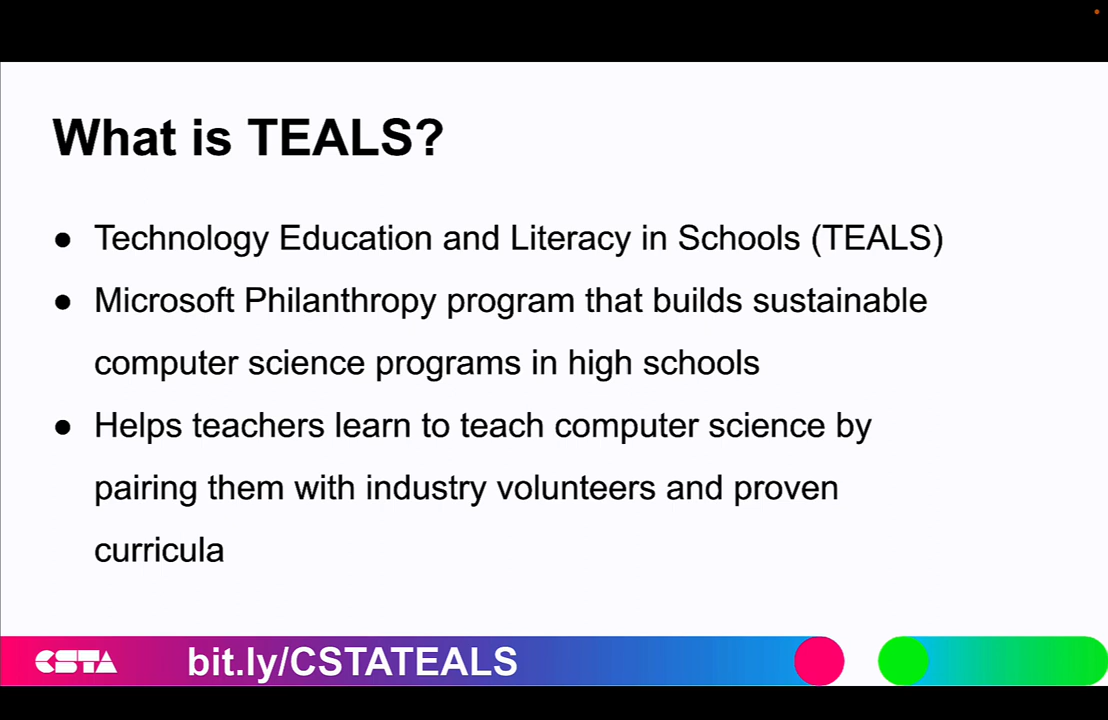 What is TEALS?
● Technology Education and Literacy in Schools (TEALS)
● Microsoft Philanthropy program that builds sustainable
computer science programs in high schools
● Helps teachers learn to teach computer science by
pairing them with industry volunteers and proven
curricula
CSTA bit.ly/CSTATEALS